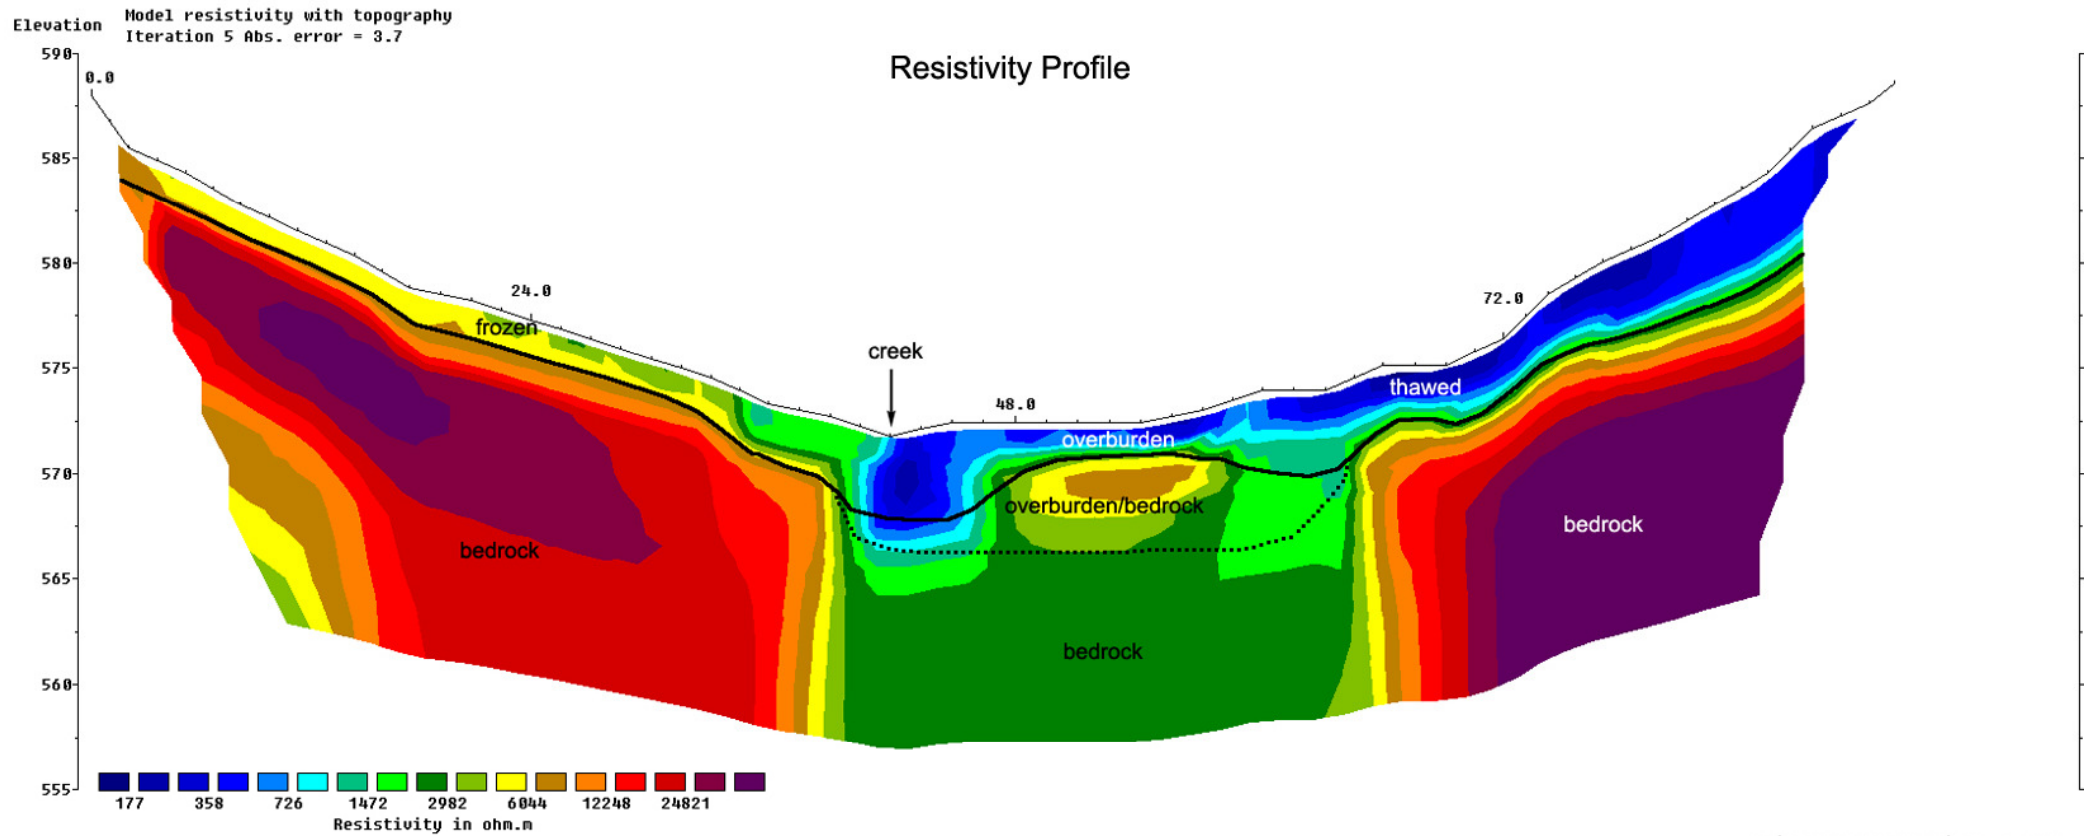 Model resistivity with topography
Elevation
Iteration 5 Abs. error = 3.7
Resistivity Profile
590
0.0
585
580
24.0
72.0
frozen
575
creek
thawed
48.0
overburden
570
overburden/bedrock
bedrock
bedrock
565
bedrock
560
555
177 358 726 1472 2982 6044 12248 24821
Resistivity in ohm.m